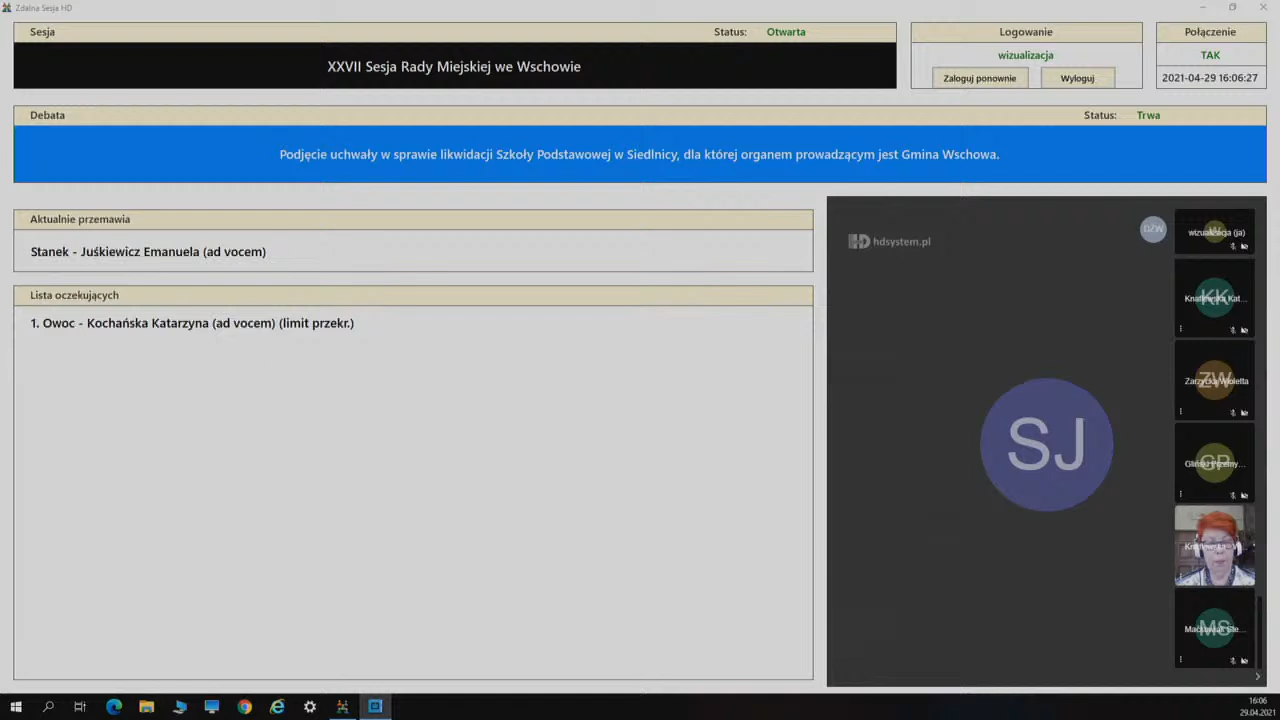 Zdalna Sesja HD
Sesja
Status: Otwarta
XXVII Sesja Rady Miejskiej we Wschowie
Logowanie
wizualizacja
Zaloguj ponownie
Wyloguj
Połączenie
TAK
2021-04-29 16:06:27
Debata
Status: Trwa
Podjęcie uchwały w sprawie likwidacji Szkoły Podstawowej w Siedlnicy, dla której organem prowadzącym jest Gmina Wschowa.
Aktualnie przemawia
Stanek - Juśkiewicz Emanuela (ad vocem)
Lista oczekujących
1. Owoc - Kochańska Katarzyna (ad vocem) (limit przekr.)
HD hdsystem.pl
DŻW
wizualizacja (ja)
KK
ZW
Zarzycka Wioletta
GP
SJ
MS
16:06
29.04.2021